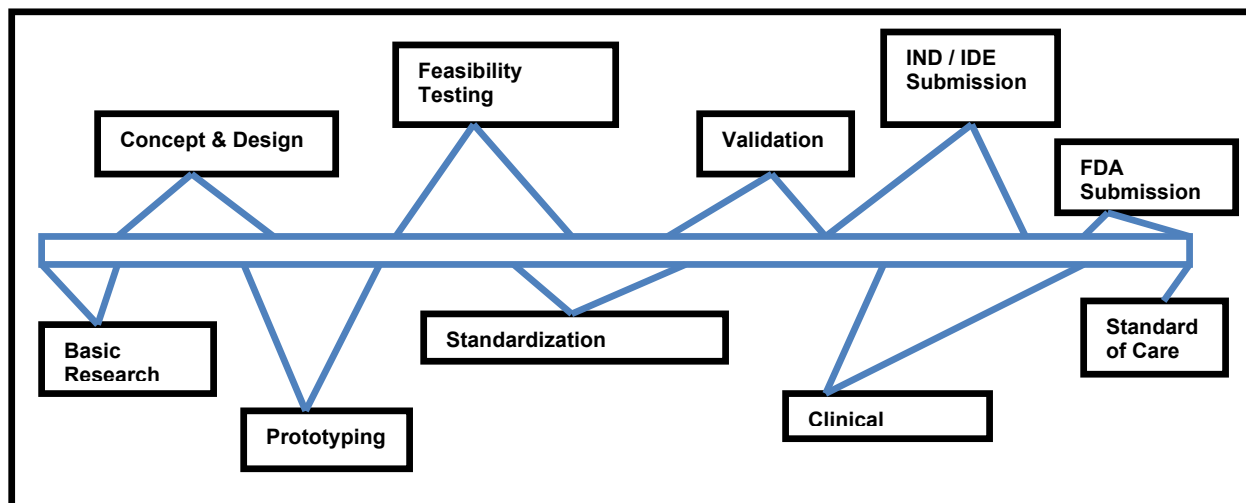 Feasibility
Testing
IND / IDE
Submission
Concept & Design
Validation
FDA
Submission
Basic
Research
Standardization
Standard
of Care
Prototyping
Clinical